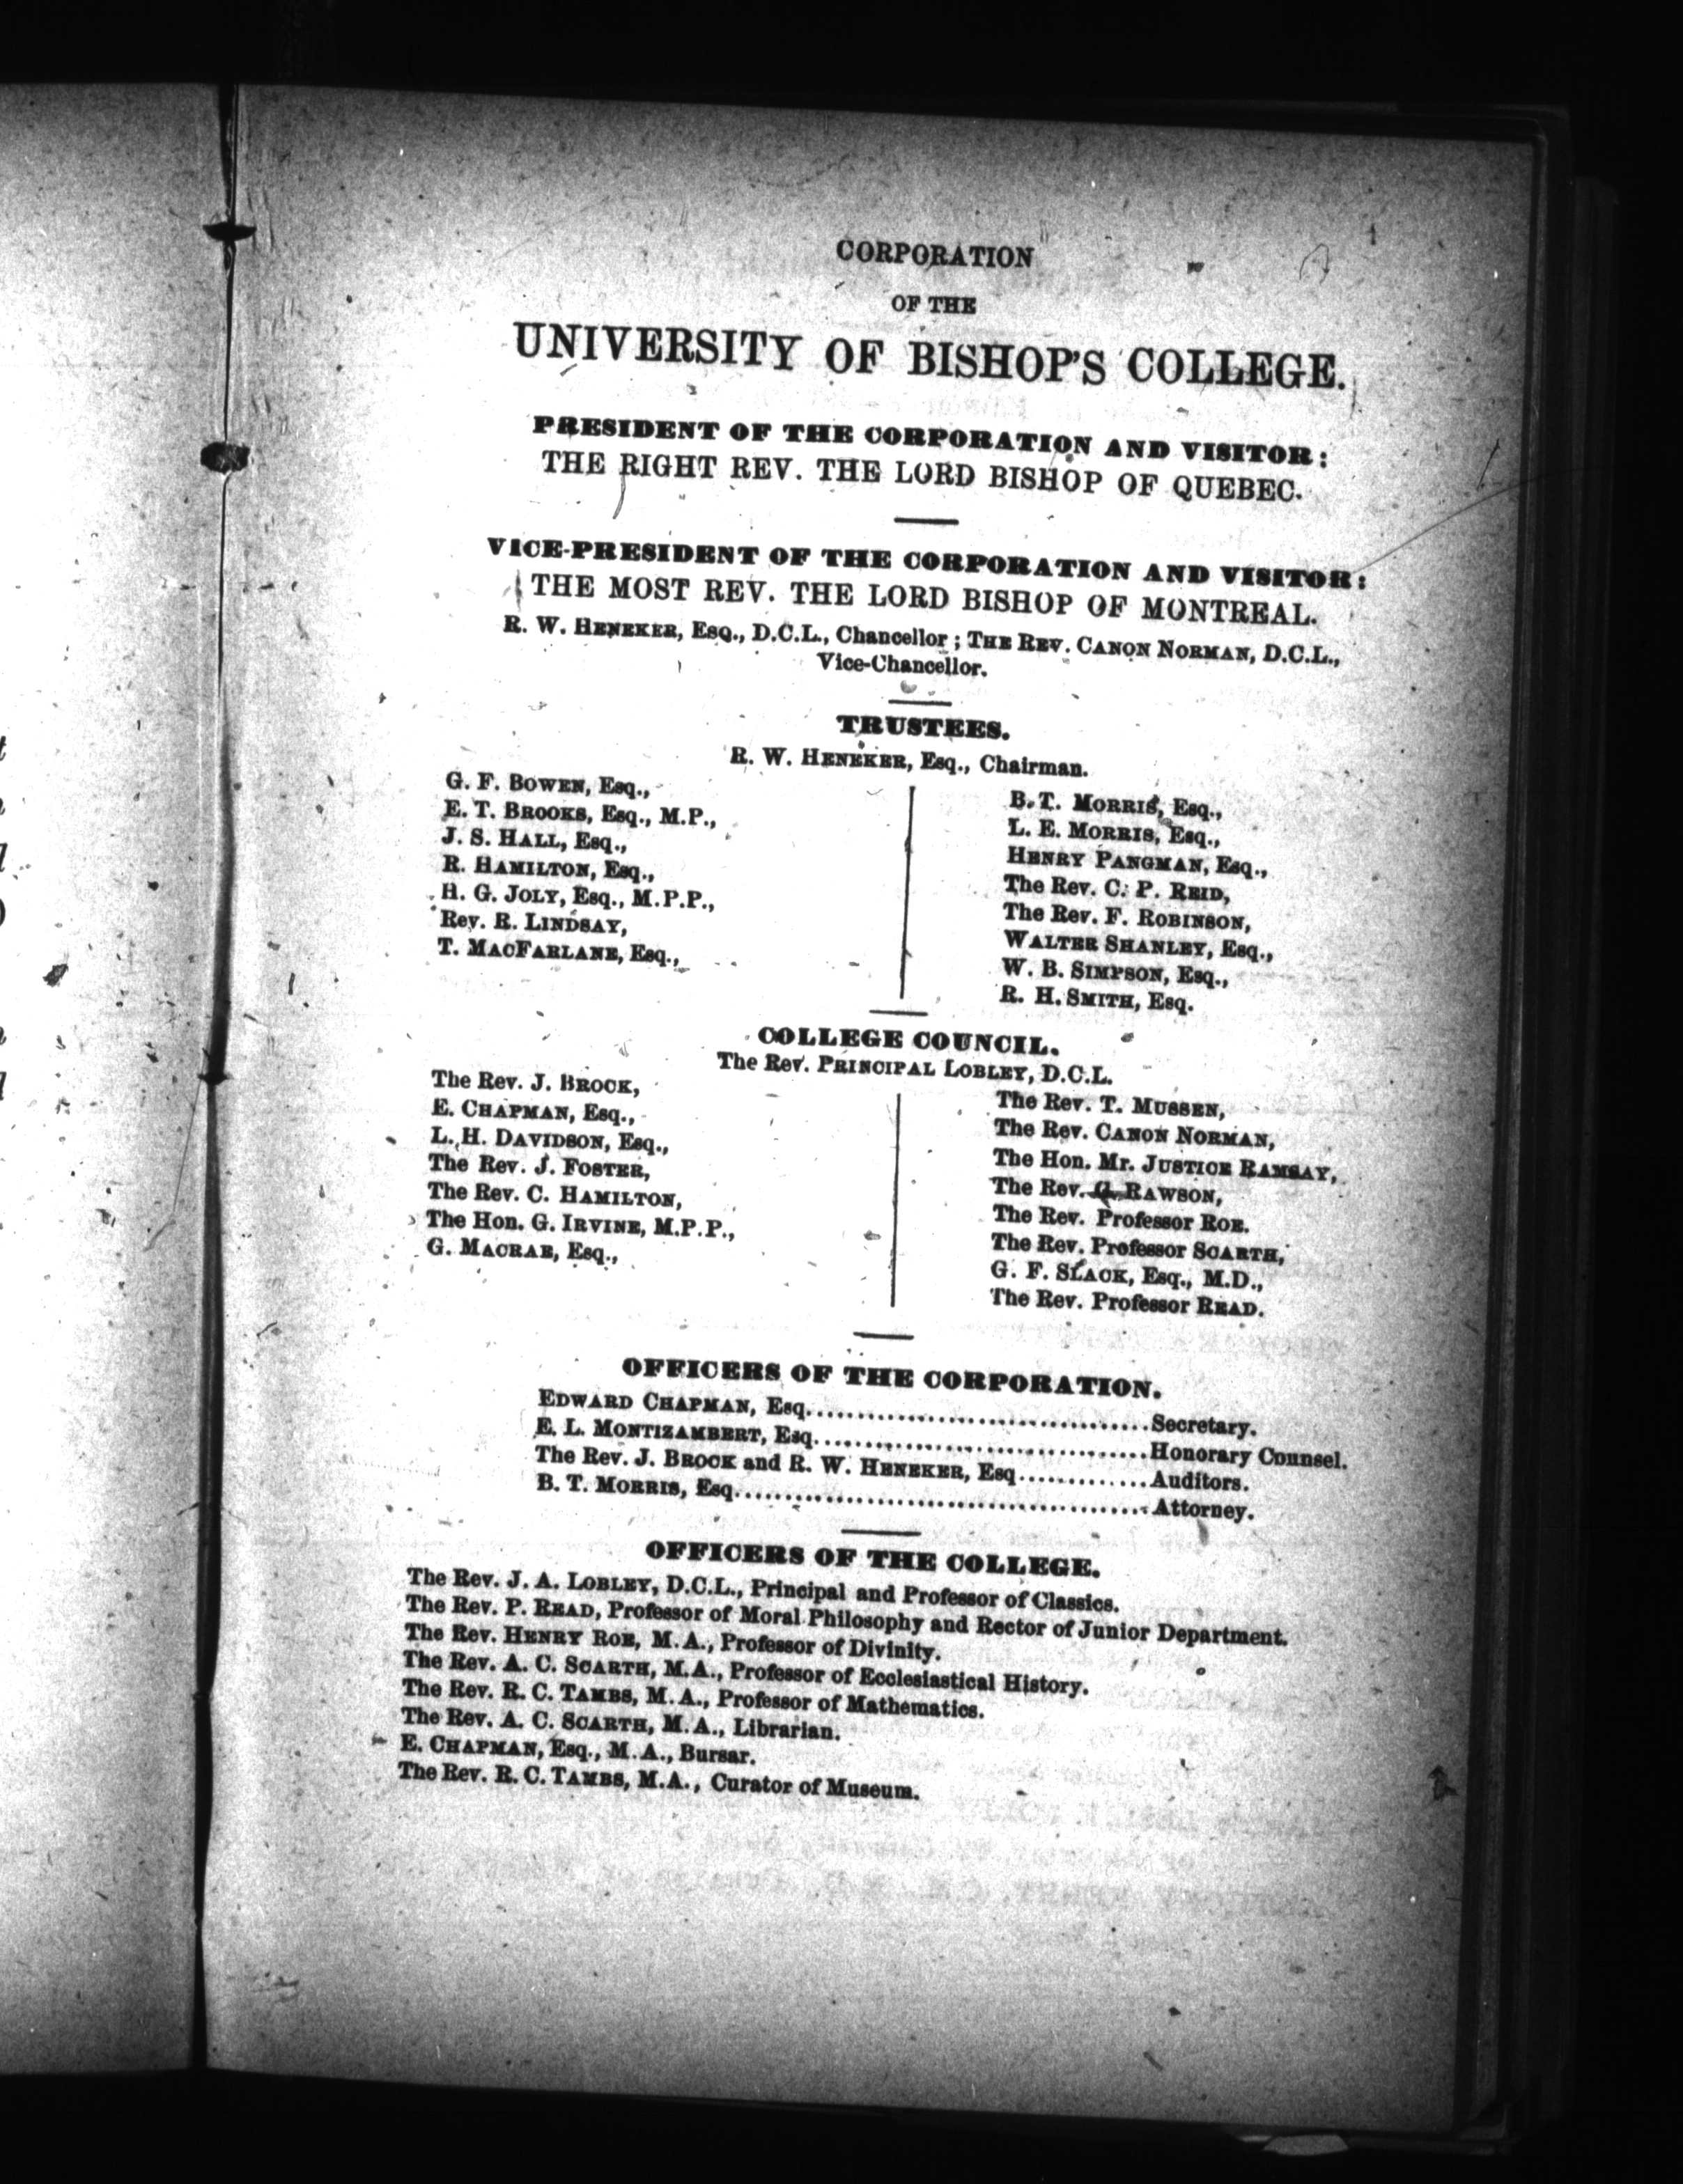 CORPORATION
OF THE
UNIVERSITY OF BISHOP'S COLLEGE.
PRESIDENT OF THE CORPORATION AND VISITOR:
THE RIGHT REV. THE LORD BISHOP OF QUEBEC.
VICE-PRESIDENT OF THE CORPORATION AND VISITOR:
THE MOST REV. THE LORD BISHOP OF MONTREAL.
R. W. HENEKER, ESQ., D.C.L., Chancellor; THE REV. CANON NORMAN, D.C.L.,
Vice-Chancellor.
TRUSTEES.
R. W. HENEKER, Esq., Chairman.
G. F. BOWEN, Esq.,
E. T. BROOKS, Esq., M.P.,
J. S. HALL, Esq.,
R. HAMILTON, Esq.,
H. G. JOLY, Esq., M.P.P.,
Rev. R. LINDSAY,
T. MACFARLANE, Esq.,
B. T. MORRIS, Esq.,
L. E. MORRIS, Esq.,
HENRY PANGMAN, Esq.,
The Rev. C. P. REID,
The Rev. F. ROBINSON,
WALTER SHANLEY, Esq.,
W. B. SIMPSON, Esq.,
R. H. SMITH, Esq.
COLLEGE COUNCIL.
The Rev. PRINCIPAL LOBLEY, D.C.L.
The Rev. J. BROCK,
E. CHAPMAN, Esq.,
L. H. DAVIDSON, Esq.,
The Rev. J. FOSTER,
The Rev. C. HAMILTON,
The Hon. G. IRVINE, M.P.P.,
G. MACRAE, Esq.,
The Rev. T. MUSSEN,
The Rev. CANON NORMAN,
The Hon. Mr. JUSTICE RAMSAY,
The Rev. G. RAWSON,
The Rev. Professor ROE.
The Rev. Professor SCARTH,
G. F. SLACK, Esq., M.D.,
The Rev. Professor READ.
OFFICERS OF THE CORPORATION.
EDWARD CHAPMAN, Esq.................................Secretary.
E. L. MONTIZAMBERT, Esq................................Honorary Counsel.
The Rev. J. BROCK and R. W. HENEKER, Esq.............Auditors.
B. T. MORRIS, Esq........................................Attorney.
OFFICERS OF THE COLLEGE.
The Rev. J. A. LOBLEY, D.C.L., Principal and Professor of Classics.
The Rev. P. READ, Professor of Moral Philosophy and Rector of Junior Department.
The Rev. HENRY ROE, M.A., Professor of Divinity.
The Rev. A. C. SCARTH, M.A., Professor of Ecclesiastical History.
The Rev. R. C. TAMBS, M.A., Professor of Mathematics.
The Rev. A. C. SCARTH, M.A., Librarian.
E. CHAPMAN, Esq., M.A., Bursar.
The Rev. R. C. TAMBS, M.A., Curator of Museum.